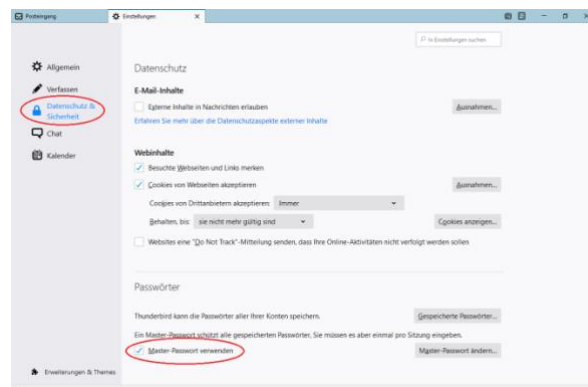 Posteingang
Einstellungen
In Einstellungen suchen
Allgemein
Verfassen
Datenschutz &
Sicherheit
Chat
Kalender
Erweiterungen & Themes
Datenschutz
E-Mail-Inhalte
Externe Inhalte in Nachrichten erlauben
Ausnahmen...
Erfahren Sie mehr über die Datenschutzaspekte externer Inhalte
Webinhalte
Besuchte Webseiten und Links merken
Cookies von Webseiten akzeptieren
Ausnahmen...
Cookies von Drittanbietern akzeptieren: Immer
Behalten, bis: sie nicht mehr gültig sind
Cookies anzeigen...
Websites eine "Do Not Track"-Mitteilung senden, dass Ihre Online-Aktivitäten nicht verfolgt werden sollen
Passwörter
Thunderbird kann die Passwörter aller Ihrer Konten speichern.
Gespeicherte Passwörter...
Ein Master-Passwort schützt alle gespeicherten Passwörter, Sie müssen es aber einmal pro Sitzung eingeben.
Master-Passwort verwenden
Master-Passwort ändern...